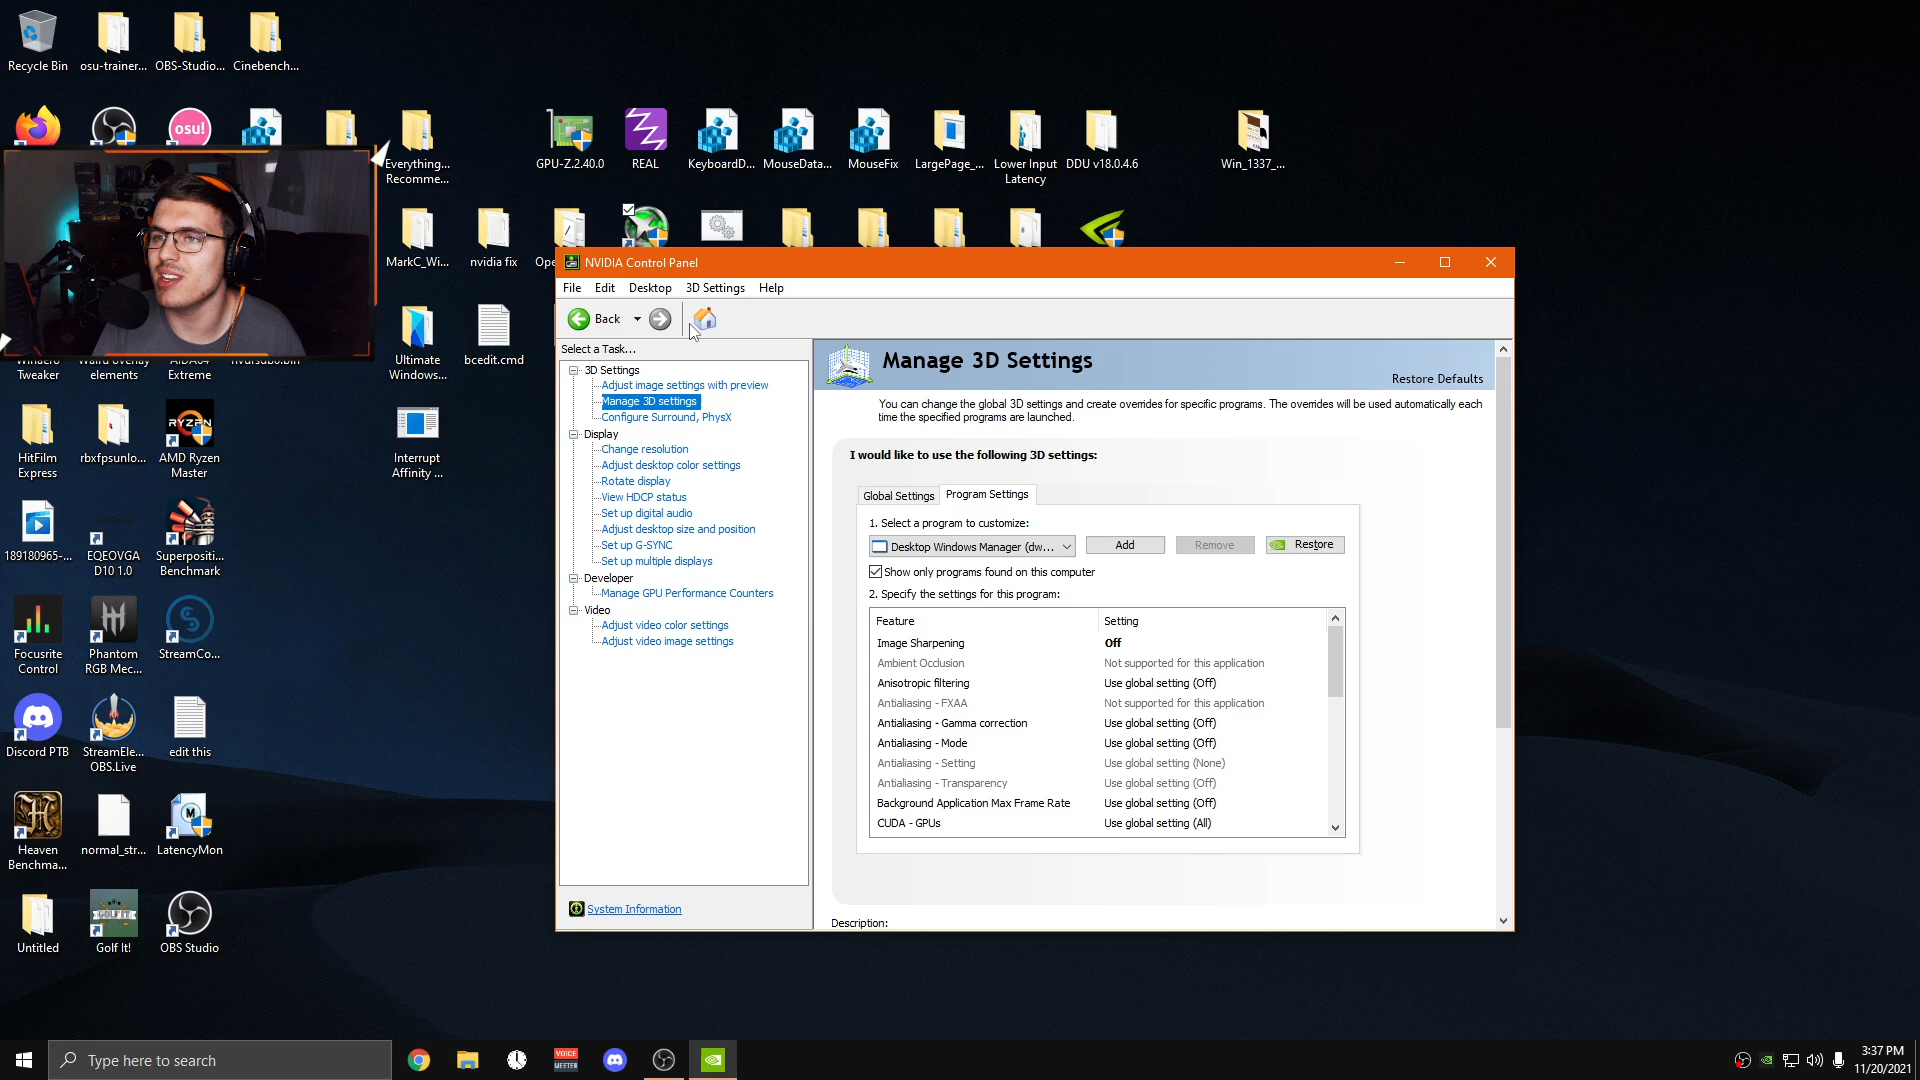 Recycle Bin
osu-trainer...
OBS-Studio...
Cinebench...
osu!
Everything...
Recomme...
GPU-Z.2.40.0
REAL
KeyboardD...
MouseData...
MouseFix
LargePage_...
Lower Input
Latency
DDU v18.0.4.6
Win_1337_...
MarkC_Wi...
nvidia fix
Ope
Tweaker
elements
Extreme
Ultimate
Windows...
bcedit.cmd
HitFilm
Express
rbxfpsunlo...
RYZEN
AMD Ryzen
Master
Interrupt
Affinity ...
189180965-...
EQEOVGA
D10 1.0
Superpositi...
Benchmark
Focusrite
Control
Phantom
RGB Mec...
StreamCo...
Discord PTB
StreamEle...
OBS.Live
edit this
Heaven
Benchma...
normal_str...
M
LatencyMon
Untitled
GOLF IT!
Golf It!
OBS Studio
NVIDIA Control Panel
File Edit Desktop 3D Settings Help
Back
Select a Task...
3D Settings
Adjust image settings with preview
Manage 3D settings
Configure Surround, PhysX
Display
Change resolution
Adjust desktop color settings
Rotate display
View HDCP status
Set up digital audio
Adjust desktop size and position
Set up G-SYNC
Set up multiple displays
Developer
Manage GPU Performance Counters
Video
Adjust video color settings
Adjust video image settings
System Information
Manage 3D Settings
Restore Defaults
You can change the global 3D settings and create overrides for specific programs. The overrides will be used automatically each
time the specified programs are launched.
I would like to use the following 3D settings:
Global Settings
Program Settings
1. Select a program to customize:
Desktop Windows Manager (dw...
Add
Remove
Restore
Show only programs found on this computer
2. Specify the settings for this program:
Feature Setting
Image Sharpening Off
Ambient Occlusion Not supported for this application
Anisotropic filtering Use global setting (Off)
Antialiasing - FXAA Not supported for this application
Antialiasing - Gamma correction Use global setting (Off)
Antialiasing - Mode Use global setting (Off)
Antialiasing - Setting Use global setting (None)
Antialiasing - Transparency Use global setting (Off)
Background Application Max Frame Rate Use global setting (Off)
CUDA - GPUs Use global setting (All)
Description:
Type here to search
VOICE
MEETER
3:37 PM
11/20/2021